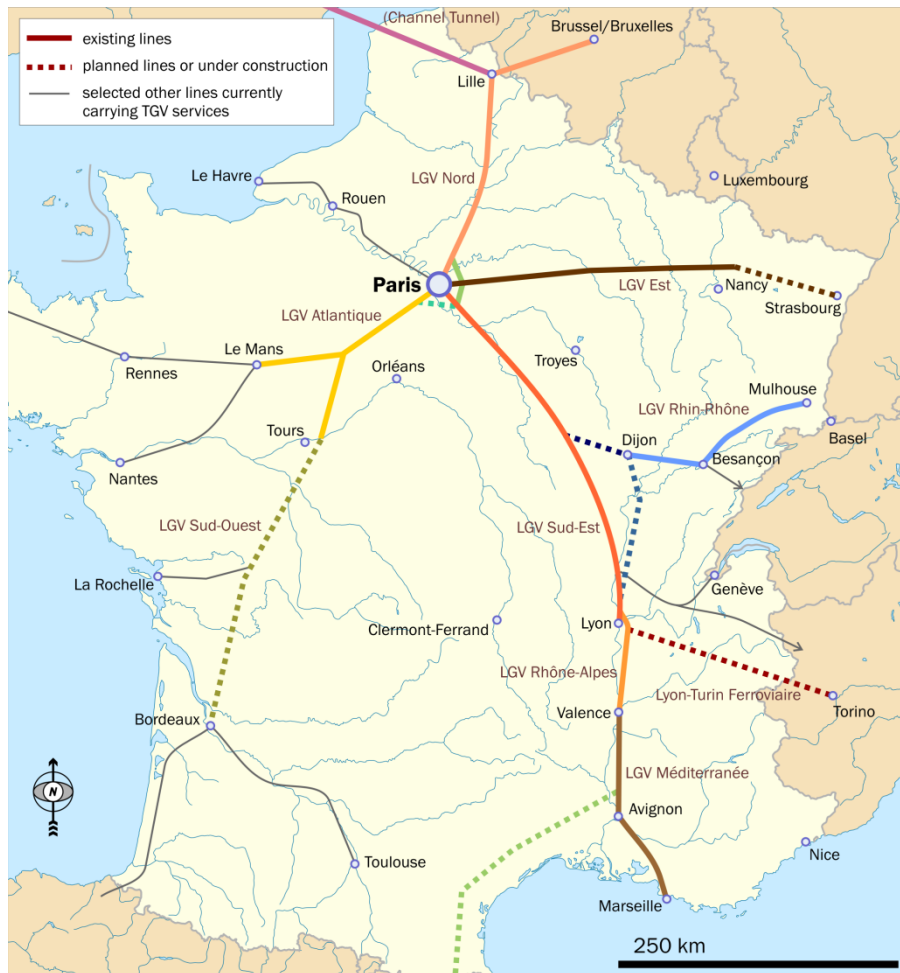 (Channel Tunnel)
existing lines
planned lines or under construction
selected other lines currently
carrying TGV services
Brussel/Bruxelles
Lille
Le Havre
LGV Nord
Luxembourg
Rouen
Paris
LGV Est
Nancy
Strasbourg
LGV Atlantique
Le Mans
Rennes
Orléans
Troyes
Mulhouse
LGV Rhin-Rhône
Tours
Dijon
Basel
Besançon
Nantes
LGV Sud-Ouest
LGV Sud-Est
La Rochelle
Genève
Clermont-Ferrand
Lyon
LGV Rhône-Alpes
Lyon-Turin Ferroviaire
Bordeaux
Valence
Torino
LGV Méditerranée
N
Avignon
Toulouse
Nice
Marseille
250 km